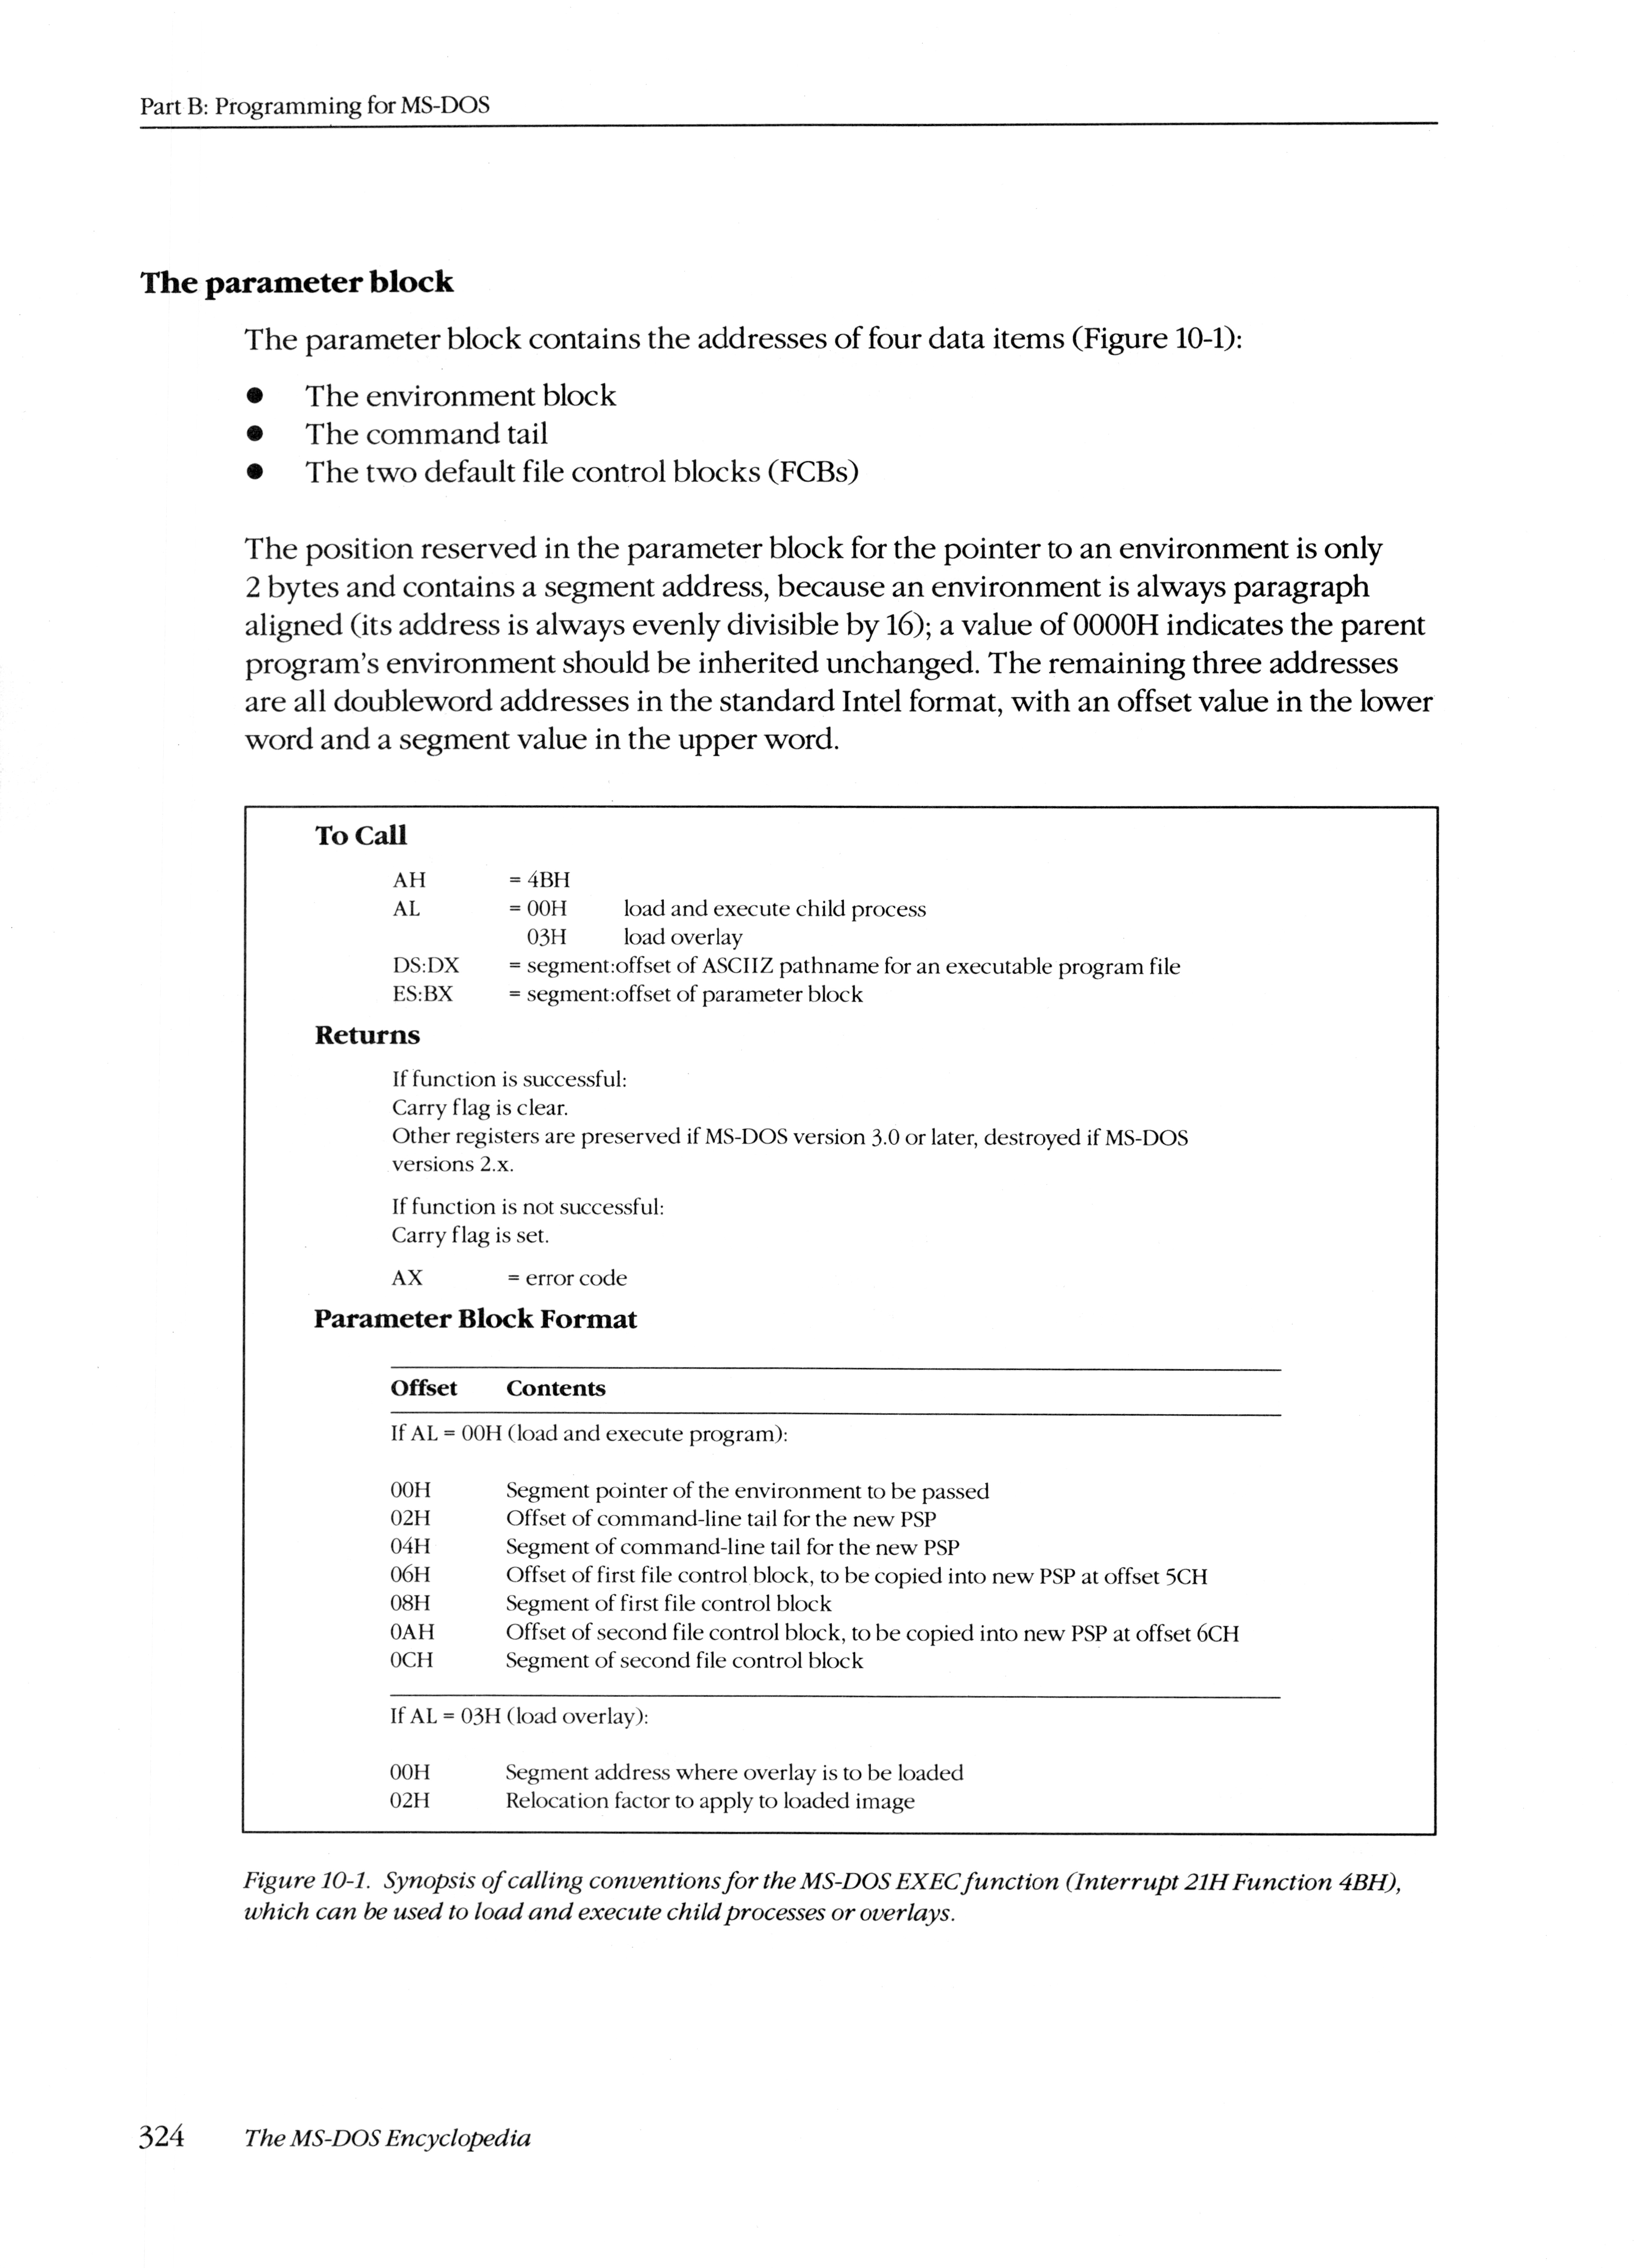 Part B: Programming for MS-DOS
The parameter block
The parameter block contains the addresses of four data items (Figure 10-1):
● The environment block
● The command tail
● The two default file control blocks (FCBs)
The position reserved in the parameter block for the pointer to an environment is only
2 bytes and contains a segment address, because an environment is always paragraph
aligned (its address is always evenly divisible by 16); a value of 0000H indicates the parent
program's environment should be inherited unchanged. The remaining three addresses
are all doubleword addresses in the standard Intel format, with an offset value in the lower
word and a segment value in the upper word.
To Call
AH = 4BH
AL = 00H load and execute child process
03H load overlay
DS:DX = segment:offset of ASCIIZ pathname for an executable program file
ES:BX = segment:offset of parameter block
Returns
If function is successful:
Carry flag is clear.
Other registers are preserved if MS-DOS version 3.0 or later, destroyed if MS-DOS
versions 2.x.
If function is not successful:
Carry flag is set.
AX = error code
Parameter Block Format
Offset Contents
If AL = 00H (load and execute program):
00H Segment pointer of the environment to be passed
02H Offset of command-line tail for the new PSP
04H Segment of command-line tail for the new PSP
06H Offset of first file control block, to be copied into new PSP at offset 5CH
08H Segment of first file control block
0AH Offset of second file control block, to be copied into new PSP at offset 6CH
0CH Segment of second file control block
If AL = 03H (load overlay):
00H Segment address where overlay is to be loaded
02H Relocation factor to apply to loaded image
Figure 10-1. Synopsis of calling conventions for the MS-DOS EXEC function (Interrupt 21H Function 4BH),
which can be used to load and execute child processes or overlays.
324 The MS-DOS Encyclopedia